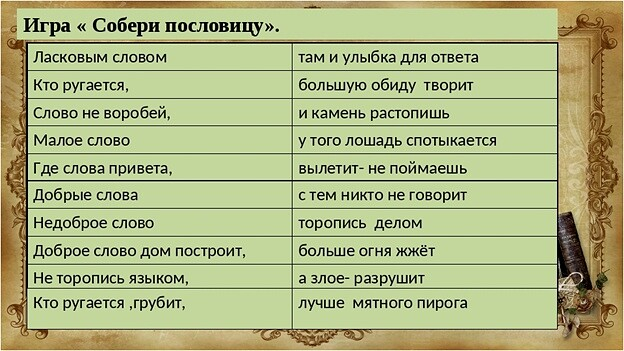 Игра « Собери пословицу».
Ласковым словом там и улыбка для ответа
Кто ругается, большую обиду творит
Слово не воробей, и камень растопишь
Малое слово у того лошадь спотыкается
Где слова привета, вылетит- не поймаешь
Добрые слова с тем никто не говорит
Недоброе слово торопись делом
Доброе слово дом построит, больше огня жжёт
Не торопись языком, а злое- разрушит
Кто ругается ,грубит, лучше мятного пирога